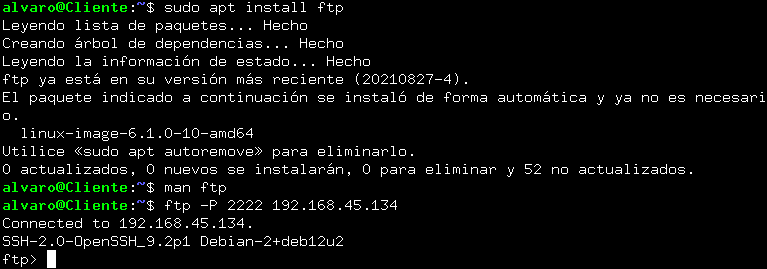 alvaro@Cliente:~$ sudo apt install ftp
Leyendo lista de paquetes... Hecho
Creando árbol de dependencias... Hecho
Leyendo la información de estado... Hecho
ftp ya está en su versión más reciente (20210827-4).
El paquete indicado a continuación se instaló de forma automática y ya no es necesari
o.
  linux-image-6.1.0-10-amd64
Utilice «sudo apt autoremove» para eliminarlo.
0 actualizados, 0 nuevos se instalarán, 0 para eliminar y 52 no actualizados.
alvaro@Cliente:~$ man ftp
alvaro@Cliente:~$ ftp -P 2222 192.168.45.134
Connected to 192.168.45.134.
SSH-2.0-OpenSSH_9.2p1 Debian-2+deb12u2
ftp>